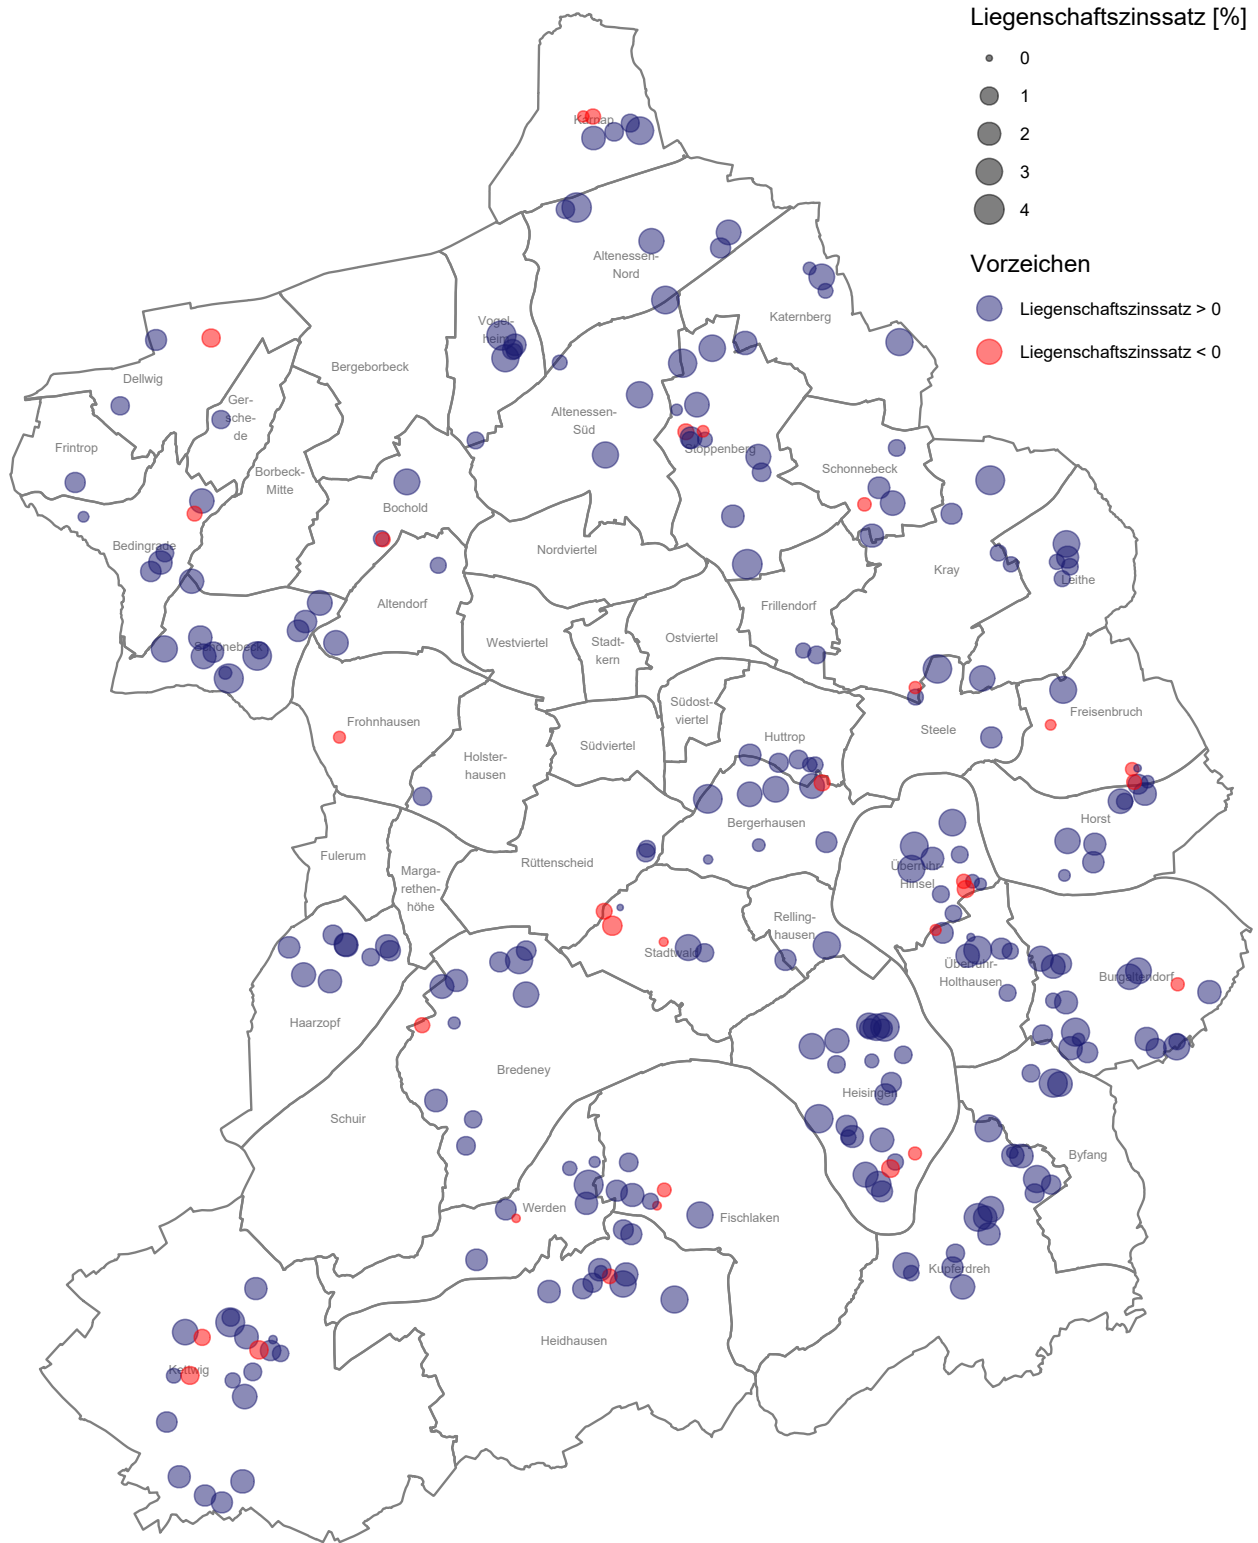 Liegenschaftszinssatz [%]
0
1
2
3
4
Vorzeichen
Liegenschaftszinssatz > 0
Liegenschaftszinssatz < 0
Karnap
Altenessen-
Nord
Vogel-
heim
Katernberg
Bergeborbeck
Dellwig
Ger-
sche-
de
Frintrop
Borbeck-
Mitte
Altenessen-
Süd
Stoppenberg
Schonnebeck
Bochold
Bedingrade
Nordviertel
Kray
Leithe
Altendorf
Frillendorf
Westviertel
Stadt-
kern
Ostviertel
Schönebeck
Südost-
viertel
Frohnhausen
Huttrop
Steele
Freisenbruch
Südviertel
Holster-
hausen
Bergerhausen
Horst
Fulerum
Rüttenscheid
Marga-
rethen-
höhe
Überruhr-
Hinsel
Relling-
hausen
Stadtwald
Überruhr-
Holthausen
Burgaltendorf
Haarzopf
Bredeney
Heisingen
Schuir
Byfang
Werden
Fischlaken
Kupferdreh
Heidhausen
Kettwig